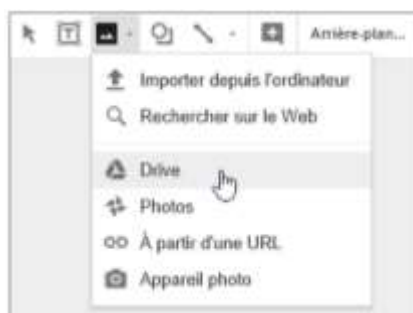 Arrière-plan...
Importer depuis l'ordinateur
Rechercher sur le Web
Drive
Photos
À partir d'une URL
Appareil photo